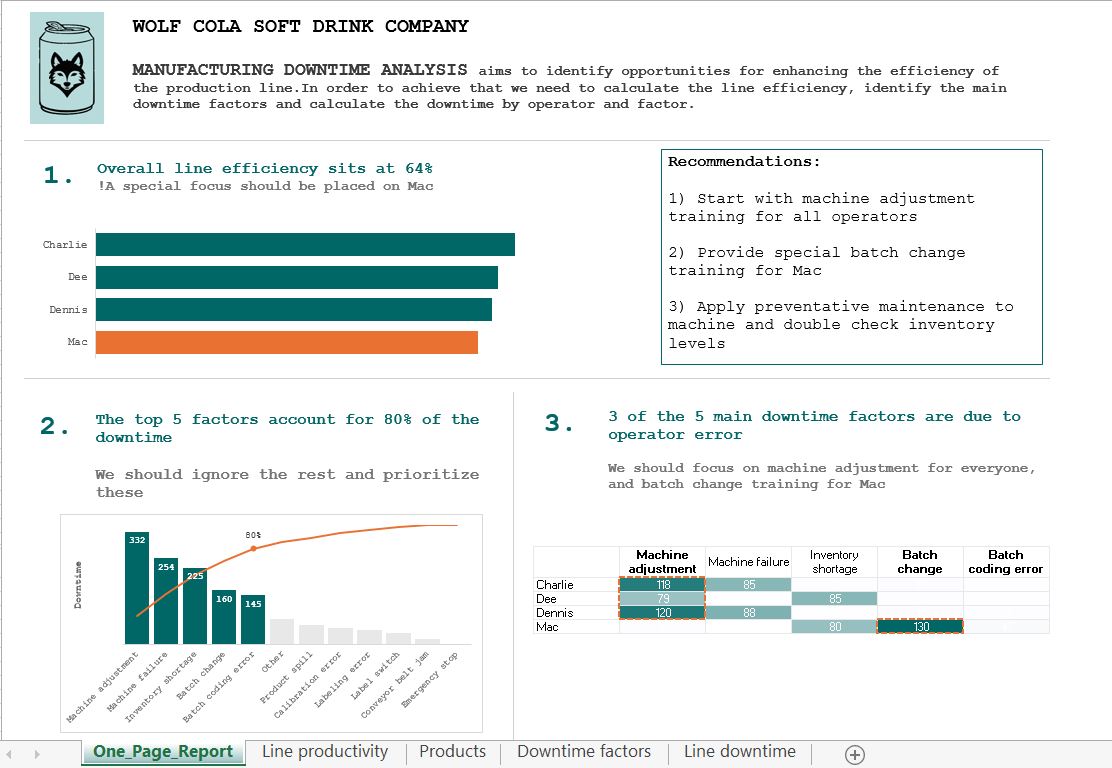 WOLF COLA SOFT DRINK COMPANY
MANUFACTURING DOWNTIME ANALYSIS aims to identify opportunities for enhancing the efficiency of
the production line.In order to achieve that we need to calculate the line efficiency, identify the main
downtime factors and calculate the downtime by operator and factor.
1.
Overall line efficiency sits at 64%
!A special focus should be placed on Mac
Charlie
Dee
Dennis
Mac
Recommendations:
1) Start with machine adjustment
training for all operators
2) Provide special batch change
training for Mac
3) Apply preventative maintenance to
machine and double check inventory
levels
2.
The top 5 factors account for 80% of the
downtime
We should ignore the rest and prioritize
these
Downtime
80%
332
254
225
160
145
Machine adjustment
Machine failure
Inventory shortage
Batch change
Batch coding error
Other
Product spill
Calibration error
Labeling error
Label switch
Conveyor belt jam
Emergency stop
3.
3 of the 5 main downtime factors are due to
operator error
We should focus on machine adjustment for everyone,
and batch change training for Mac
Machine adjustment Machine failure Inventory shortage Batch change Batch coding error
Charlie 118 85
Dee 79 85
Dennis 120 88
Mac 80 130
One_Page_Report Line productivity Products Downtime factors Line downtime